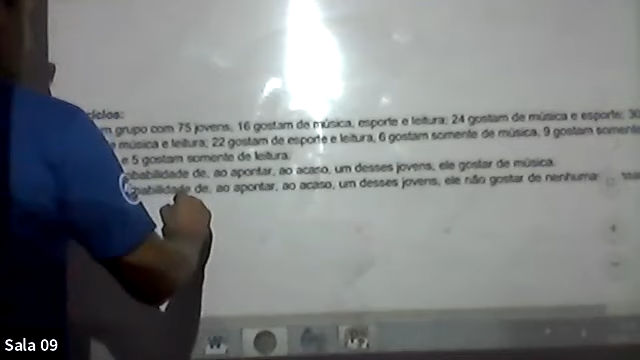 cícios:
m grupo com 75 jovens, 16 gostam de música, esporte e leitura; 24 gostam de música e esporte; 30
música e leitura; 22 gostam de esporte e leitura, 6 gostam somente de música, 9 gostam somente
e 5 gostam somente de leitura.
babilidade de, ao apontar, ao acaso, um desses jovens, ele gostar de música.
babilidade de, ao apontar, ao acaso, um desses jovens, ele não gostar de nenhuma
Sala 09